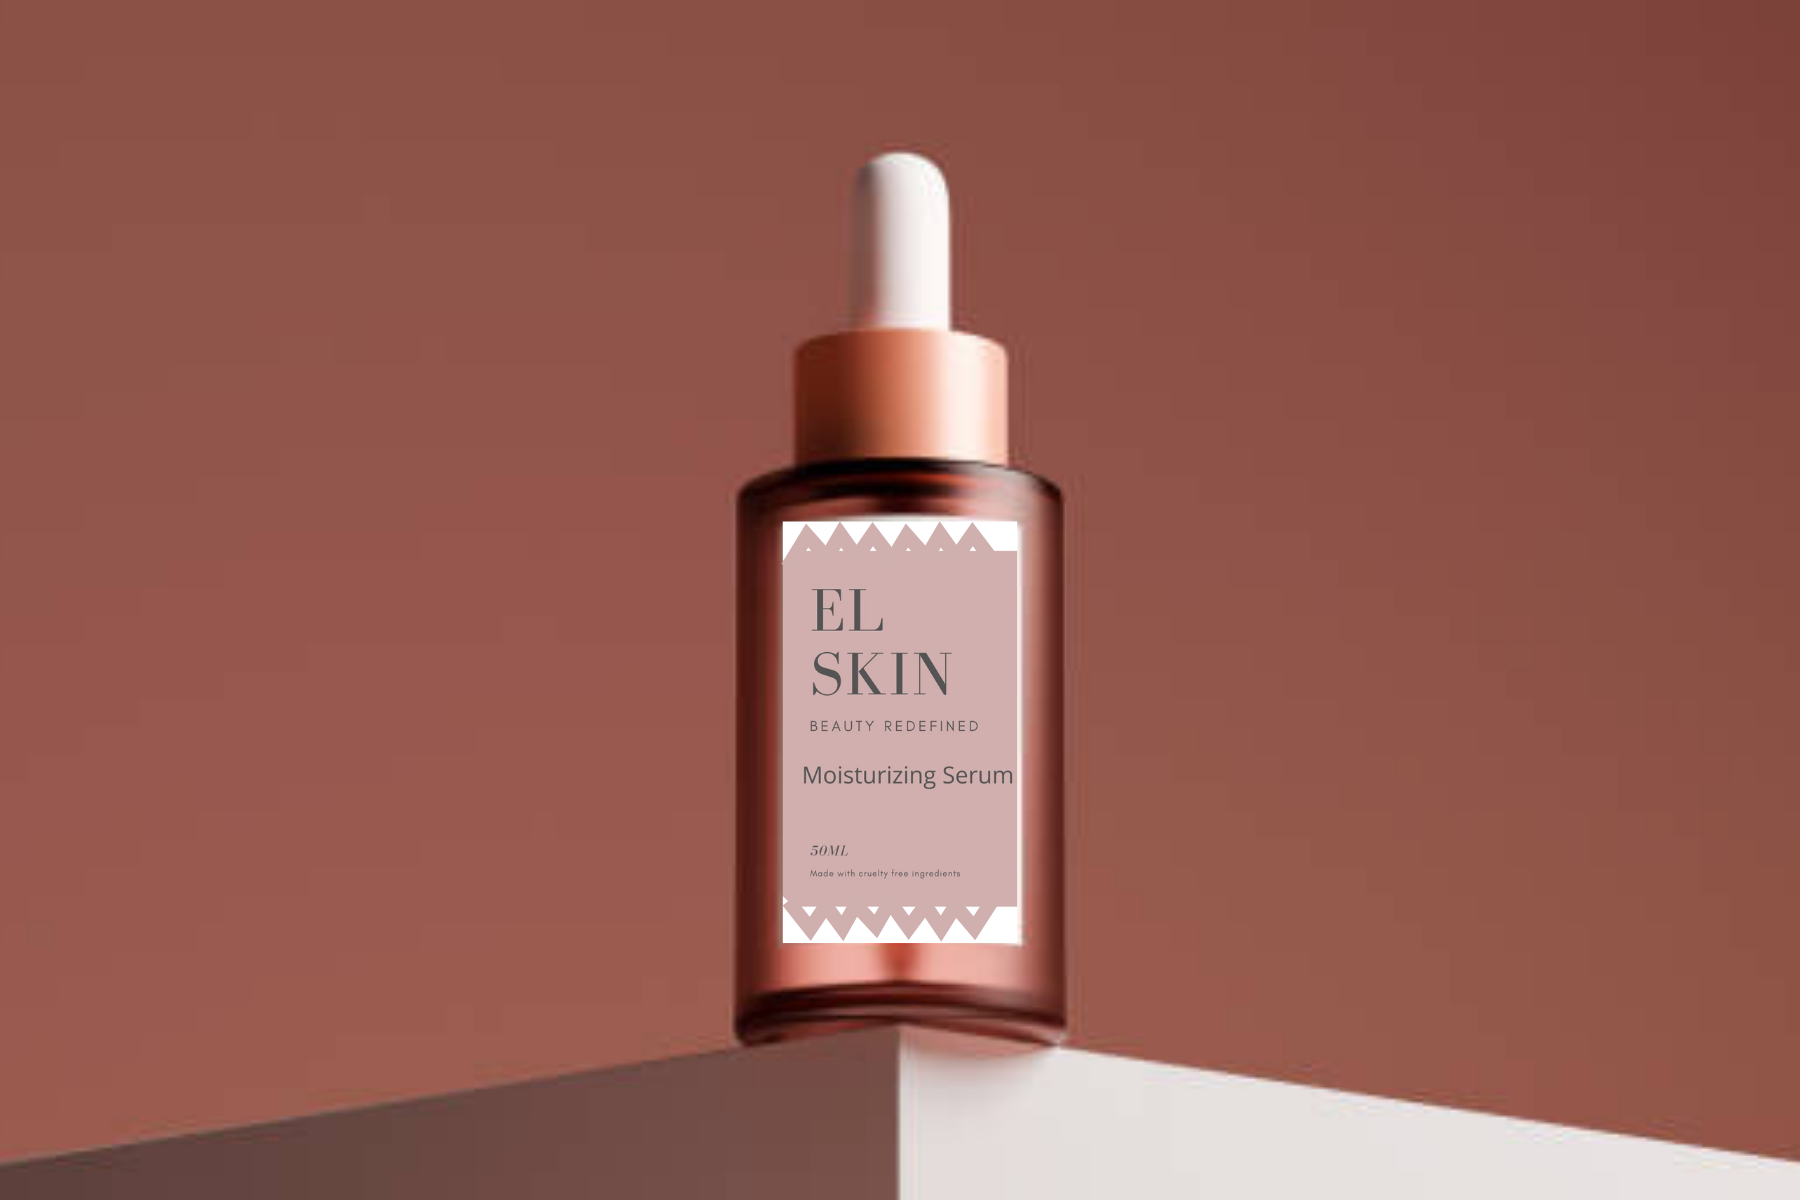 EL
SKIN
BEAUTY REDEFINED
Moisturizing Serum
50ML
Made with cruelty free ingredients